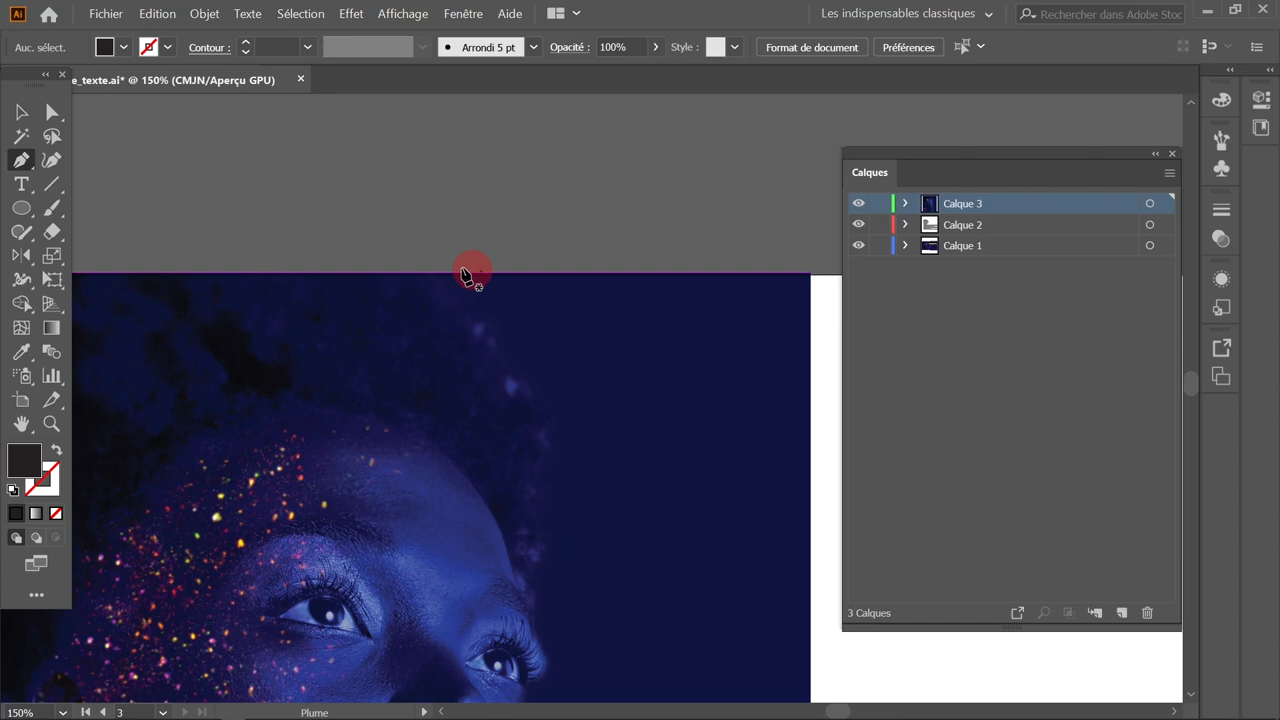 Ai
Fichier Edition Objet Texte Sélection Effet Affichage Fenêtre Aide
Les indispensables classiques
Rechercher dans Adobe Stoc
Auc. sélect.
Contour :
Arrondi 5 pt
Opacité :
100%
Style :
Format de document
Préférences
e_texte.ai* @ 150% (CMJN/Aperçu GPU)
Calques
Calque 3
Calque 2
Calque 1
3 Calques
150%
3
Plume